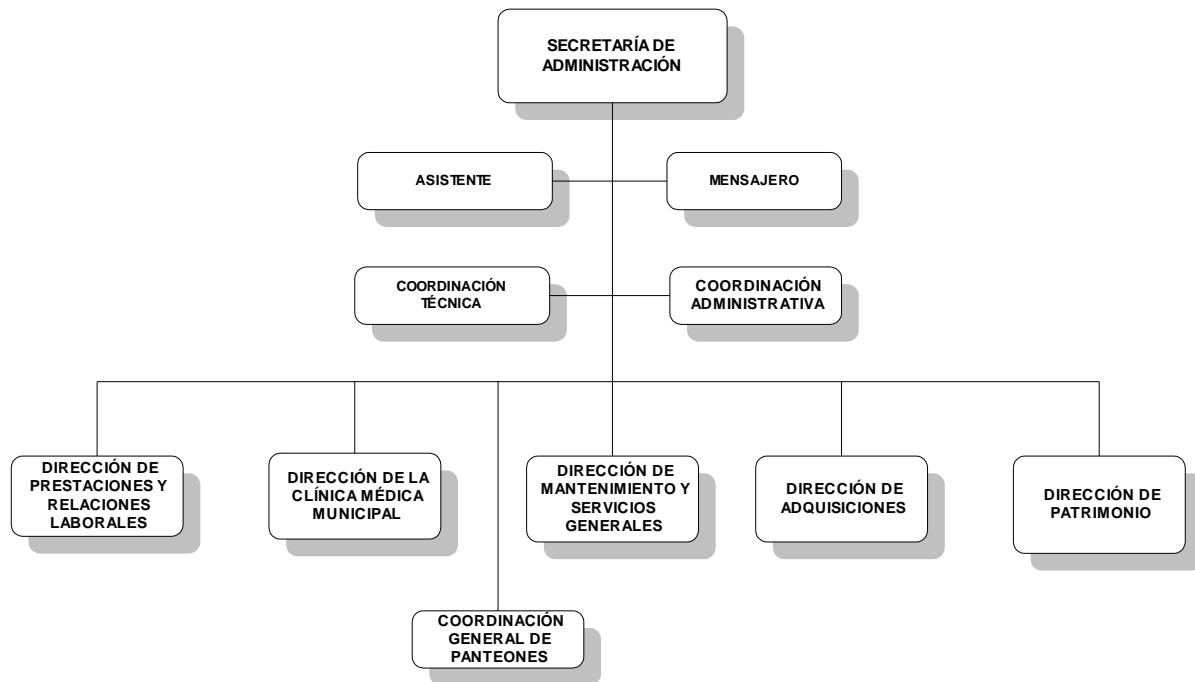 SECRETARÍA DE
ADMINISTRACIÓN
ASISTENTE
MENSAJERO
COORDINACIÓN
TÉCNICA
COORDINACIÓN
ADMINISTRATIVA
DIRECCIÓN DE
PRESTACIONES Y
RELACIONES
LABORALES
DIRECCIÓN DE LA
CLÍNICA MÉDICA
MUNICIPAL
DIRECCIÓN DE
MANTENIMIENTO Y
SERVICIOS
GENERALES
DIRECCIÓN DE
ADQUISICIONES
DIRECCIÓN DE
PATRIMONIO
COORDINACIÓN
GENERAL DE
PANTEONES